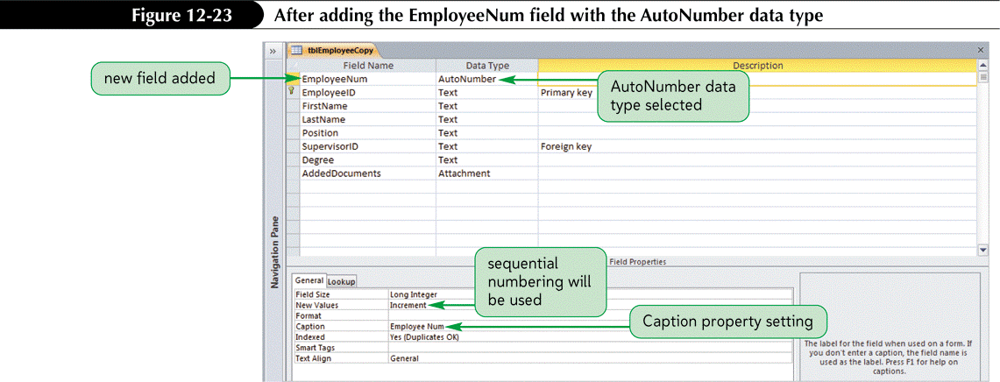 Figure 12-23 After adding the EmployeeNum field with the AutoNumber data type
tblEmployeeCopy
Field Name Data Type Description
new field added
EmployeeNum AutoNumber
AutoNumber data
type selected
EmployeeID Text Primary key
FirstName Text
LastName Text
Position Text
SupervisorID Text Foreign key
Degree Text
AddedDocuments Attachment
Navigation Pane
Field Properties
General Lookup
sequential
numbering will
be used
Field Size Long Integer
New Values Increment
Format
Caption Employee Num
Caption property setting
Indexed Yes (Duplicates OK)
Smart Tags
Text Align General
The label for the field when used on a form. If
you don't enter a caption, the field name is
used as the label. Press F1 for help on
captions.